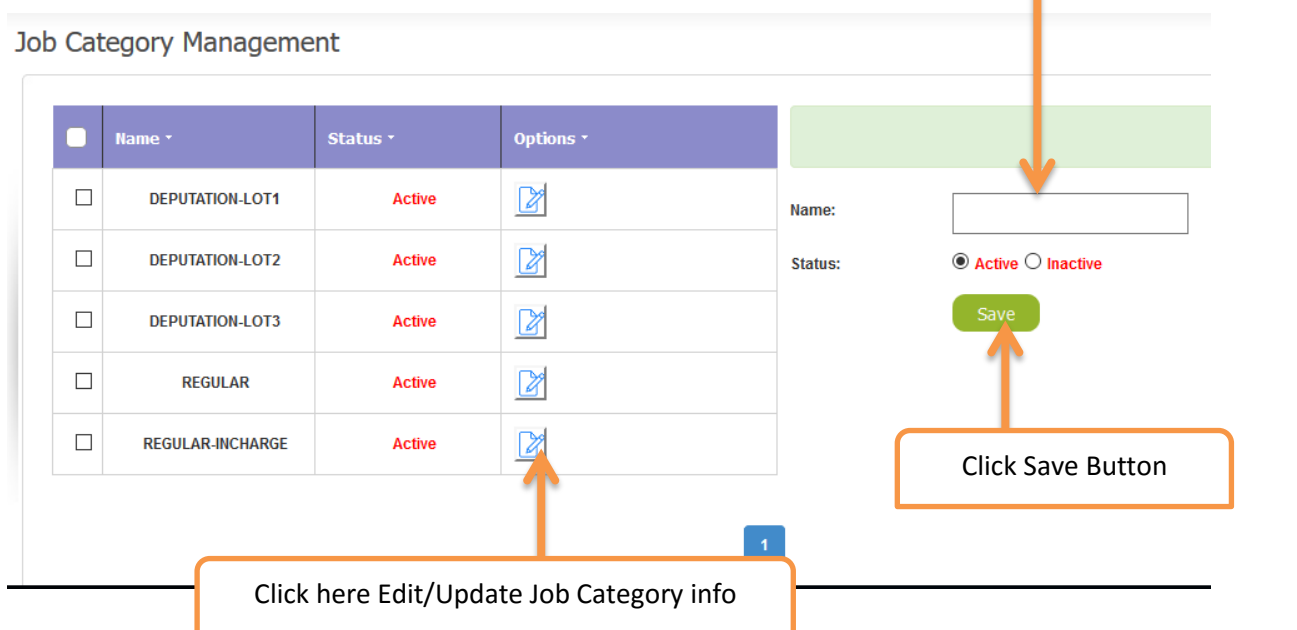 Job Category Management
Name Status Options
DEPUTATION-LOT1 Active
DEPUTATION-LOT2 Active
DEPUTATION-LOT3 Active
REGULAR Active
REGULAR-INCHARGE Active
Name:
Status: Active Inactive
Save
Click Save Button
1
Click here Edit/Update Job Category info